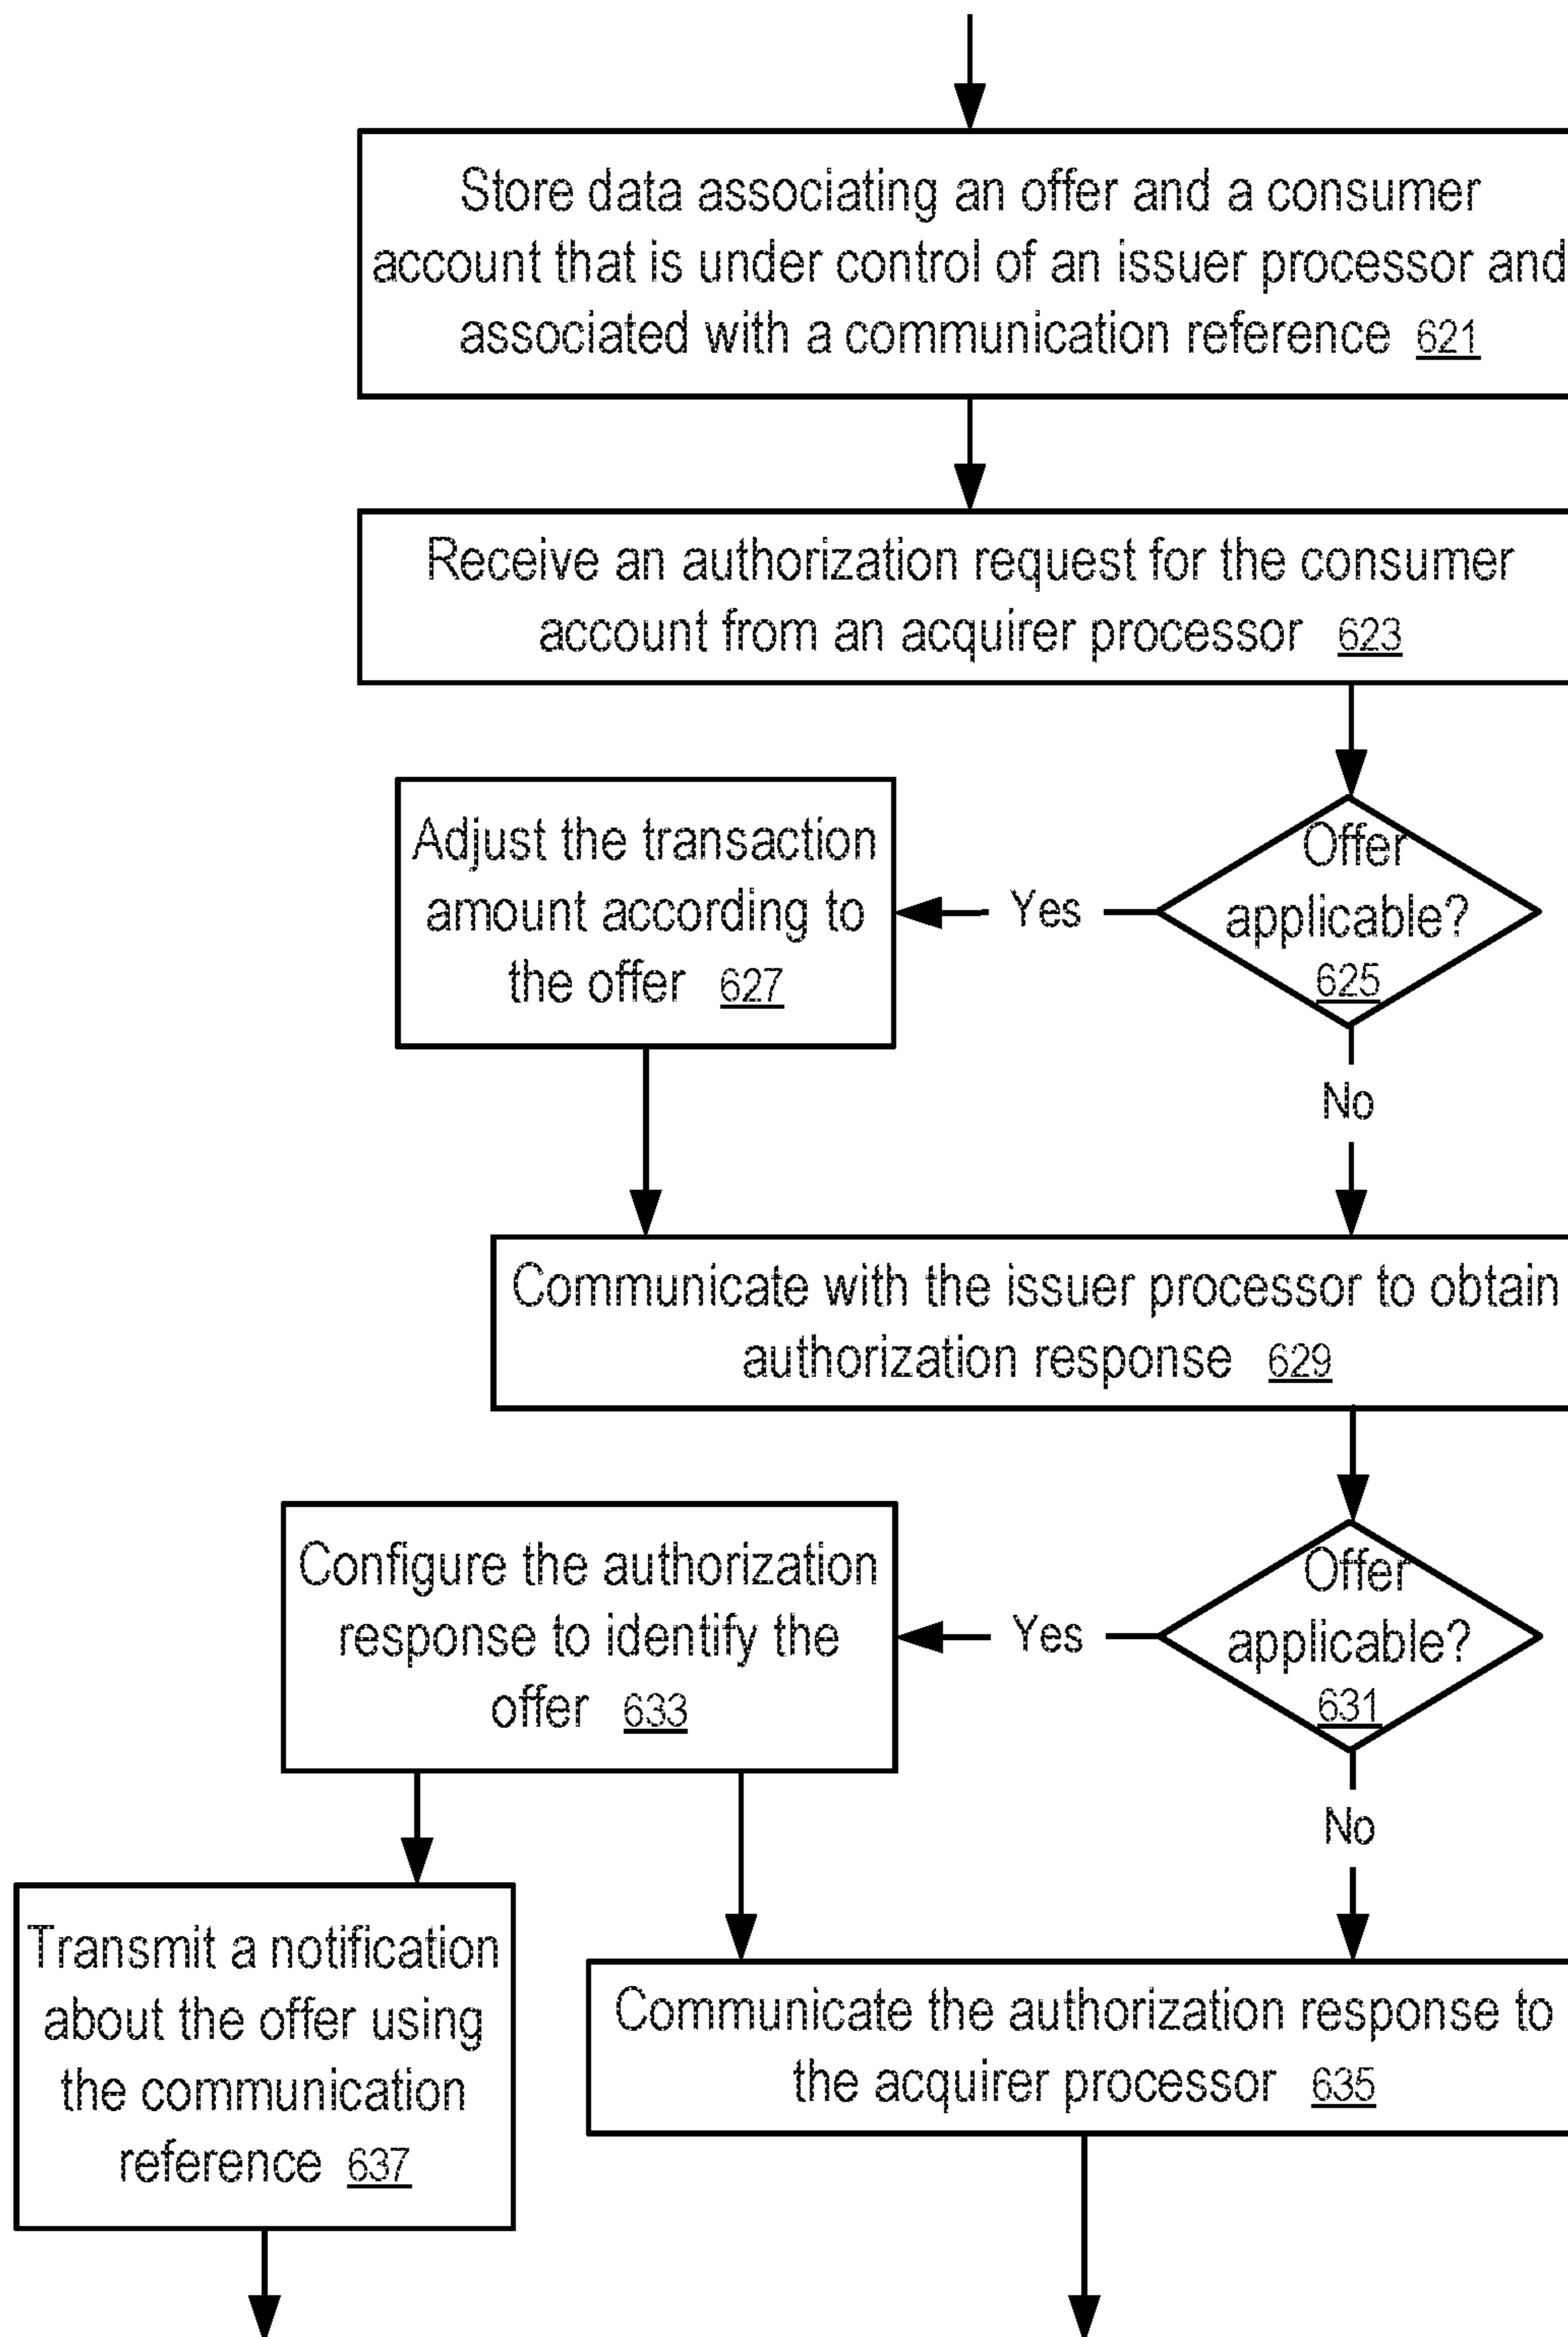 Store data associating an offer and a consumer
account that is under control of an issuer processor and
associated with a communication reference 621
Receive an authorization request for the consumer
account from an acquirer processor 623
Adjust the transaction
amount according to
the offer 627
Yes
Offer
applicable?
625
No
Communicate with the issuer processor to obtain
authorization response 629
Configure the authorization
response to identify the
offer 633
Yes
Offer
applicable?
631
No
Transmit a notification
about the offer using
the communication
reference 637
Communicate the authorization response to
the acquirer processor 635